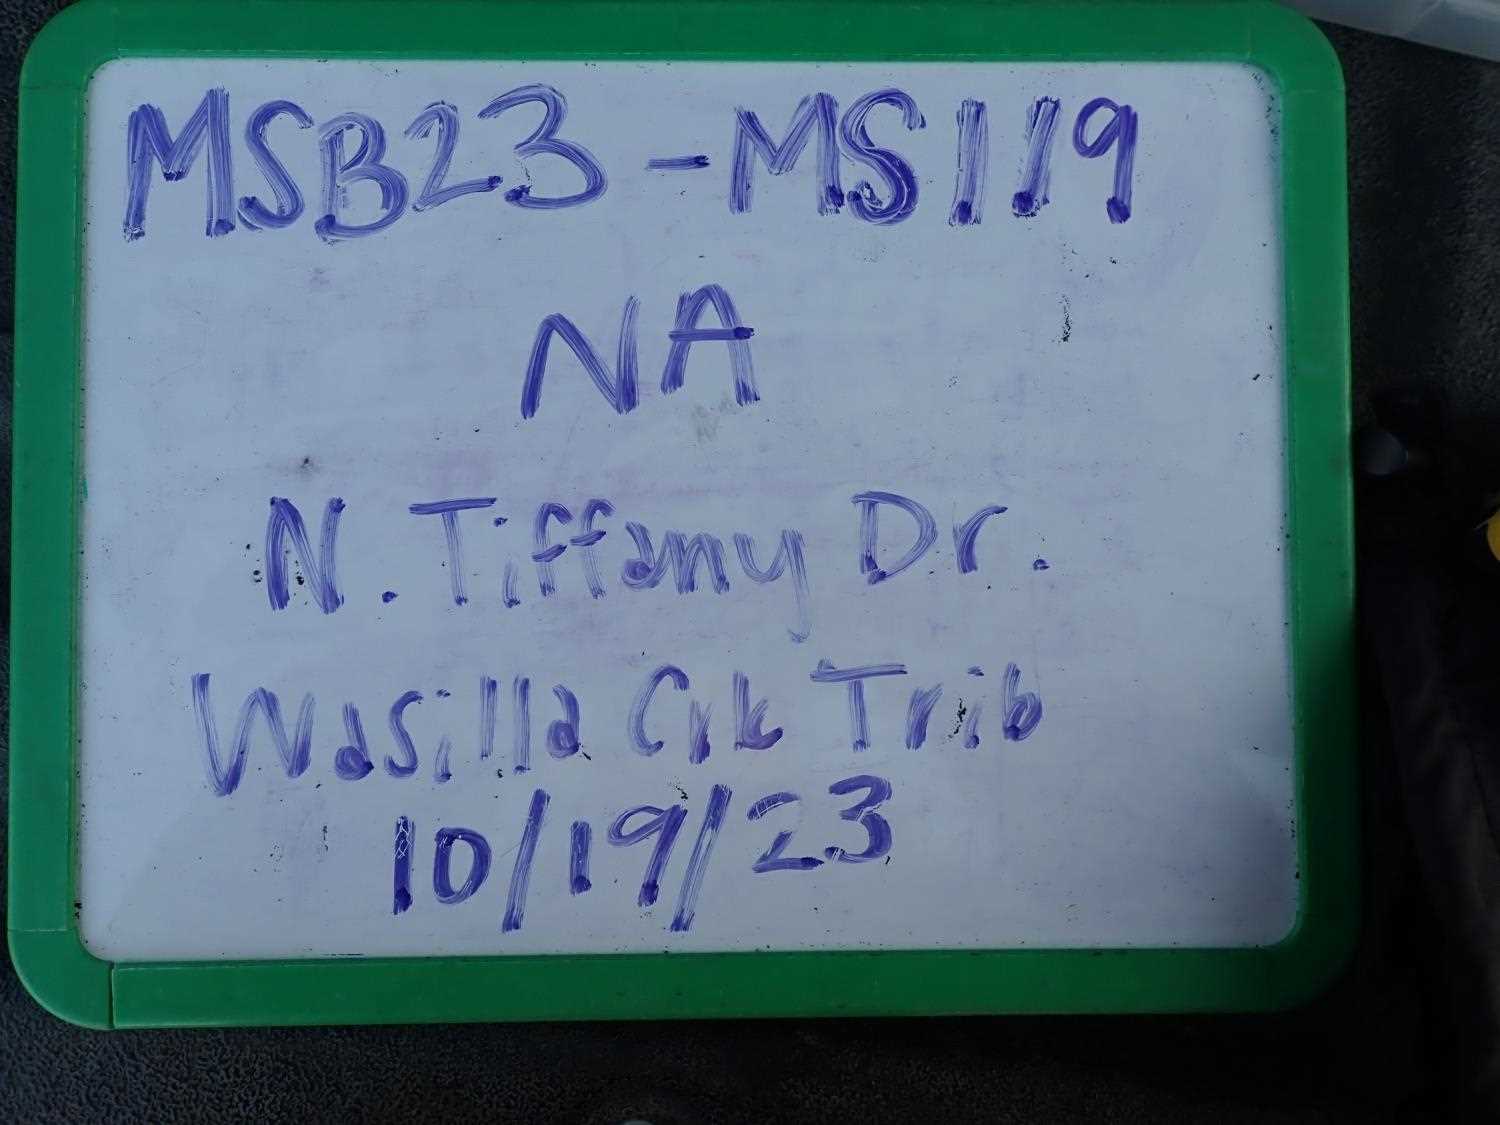 MSB23-MS119
NA
N. Tiffany Dr.
Wasilla Crk Trib
10/19/23